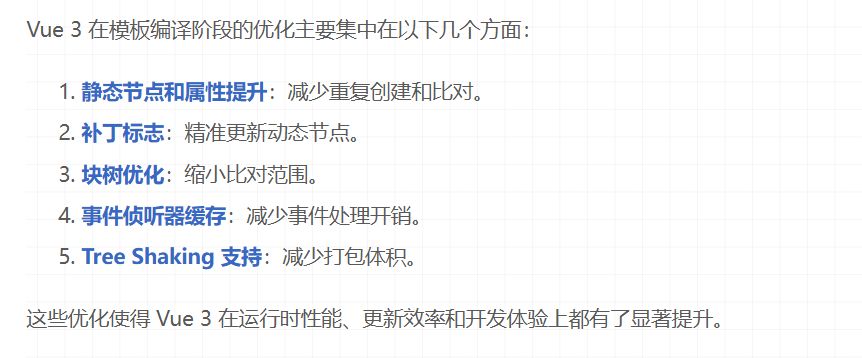 Vue 3 在模板编译阶段的优化主要集中在以下几个方面：
1. 静态节点和属性提升：减少重复创建和比对。
2. 补丁标志：精准更新动态节点。
3. 块树优化：缩小比对范围。
4. 事件侦听器缓存：减少事件处理开销。
5. Tree Shaking 支持：减少打包体积。
这些优化使得 Vue 3 在运行时性能、更新效率和开发体验上都有了显著提升。